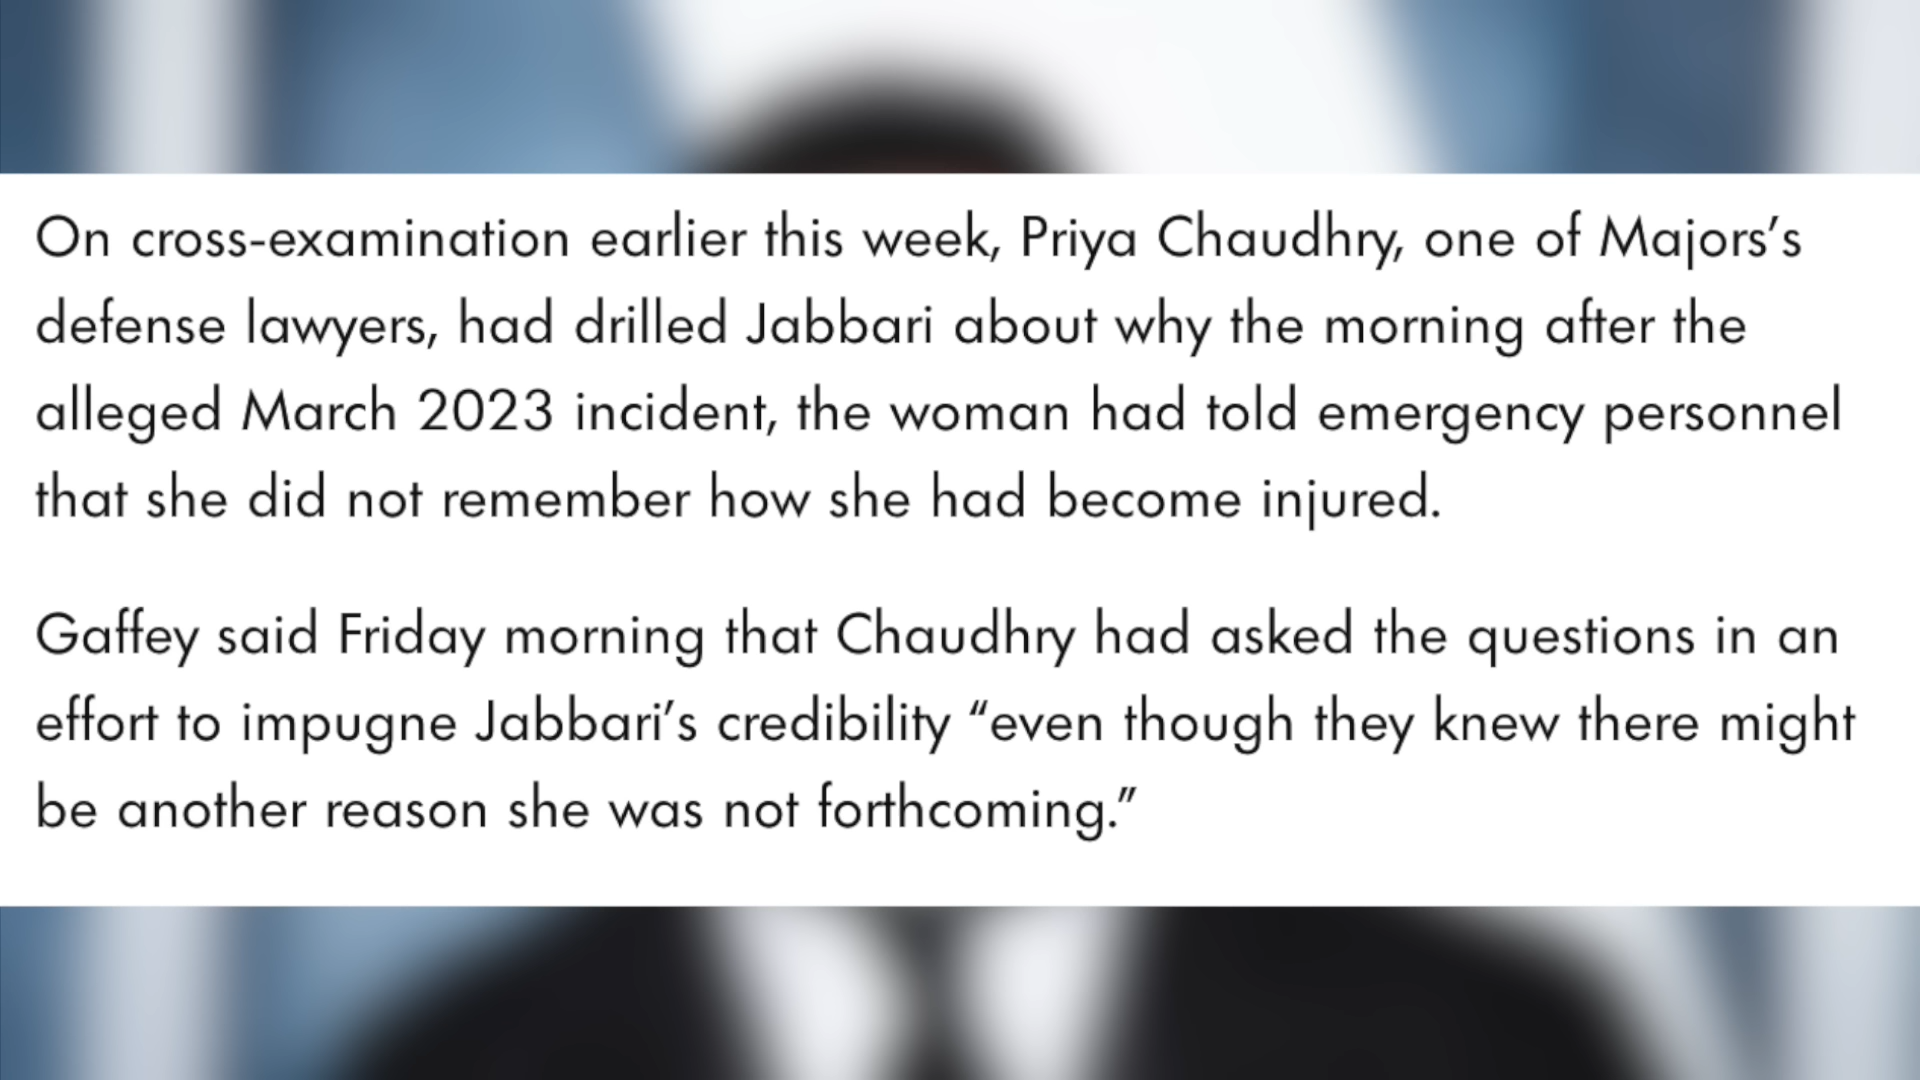 On cross-examination earlier this week, Priya Chaudhry, one of Majors’s
defense lawyers, had drilled Jabbari about why the morning after the
alleged March 2023 incident, the woman had told emergency personnel
that she did not remember how she had become injured.
Gaffey said Friday morning that Chaudhry had asked the questions in an
effort to impugne Jabbari’s credibility “even though they knew there might
be another reason she was not forthcoming.”